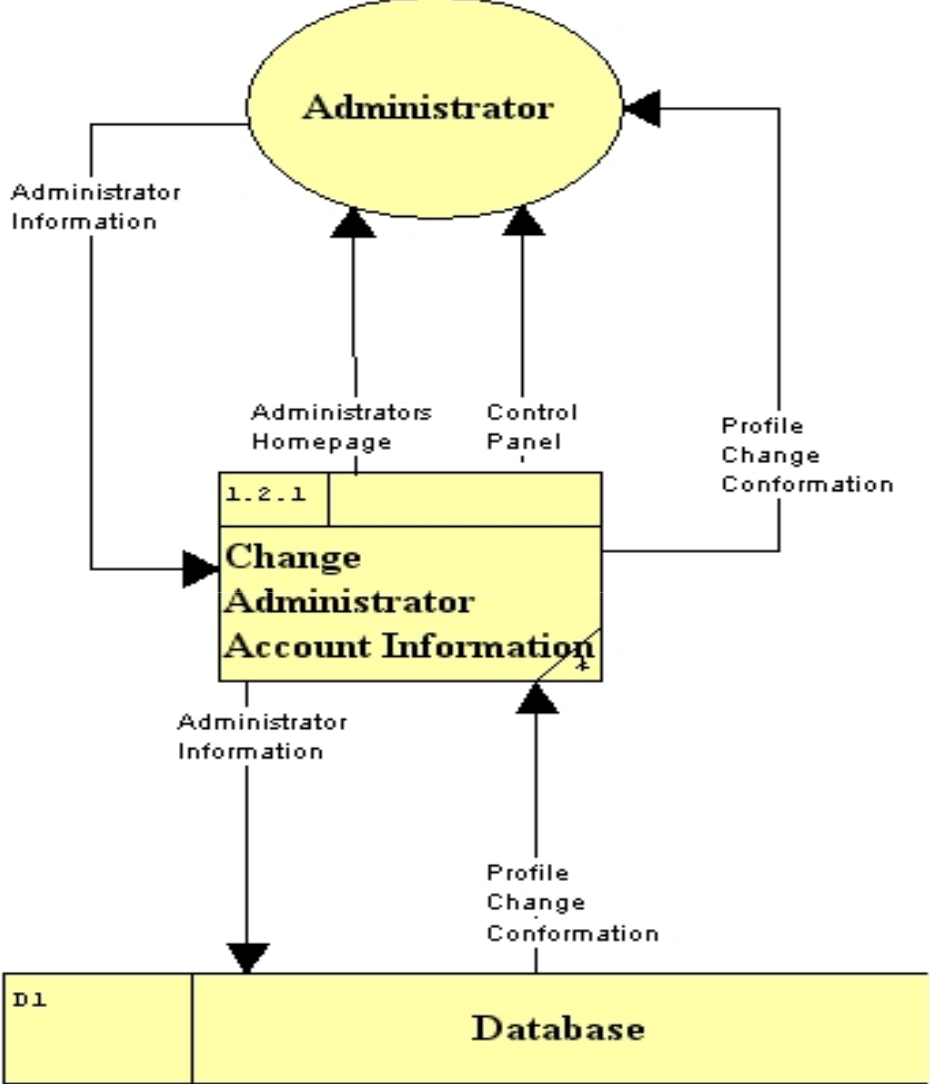 Administrator
Administrator
Information
Administrators
Homepage
Control
Panel
Profile
Change
Conformation
1.2.1
Change
Administrator
Account Information
*
Administrator
Information
Profile
Change
Conformation
D1
Database